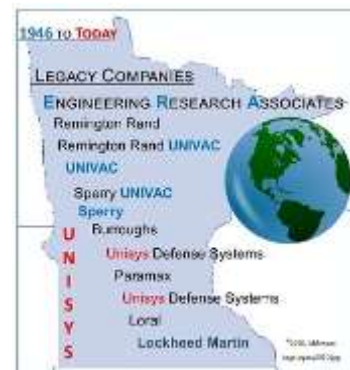 1946 TO TODAY
LEGACY COMPANIES:
ENGINEERING RESEARCH ASSOCIATES
Remington Rand
Remington Rand UNIVAC
UNIVAC
Sperry UNIVAC
Sperry
Burroughs
Unisys Defense Systems
Paramax
Unisys Defense Systems
Loral
Lockheed Martin
UNISYS